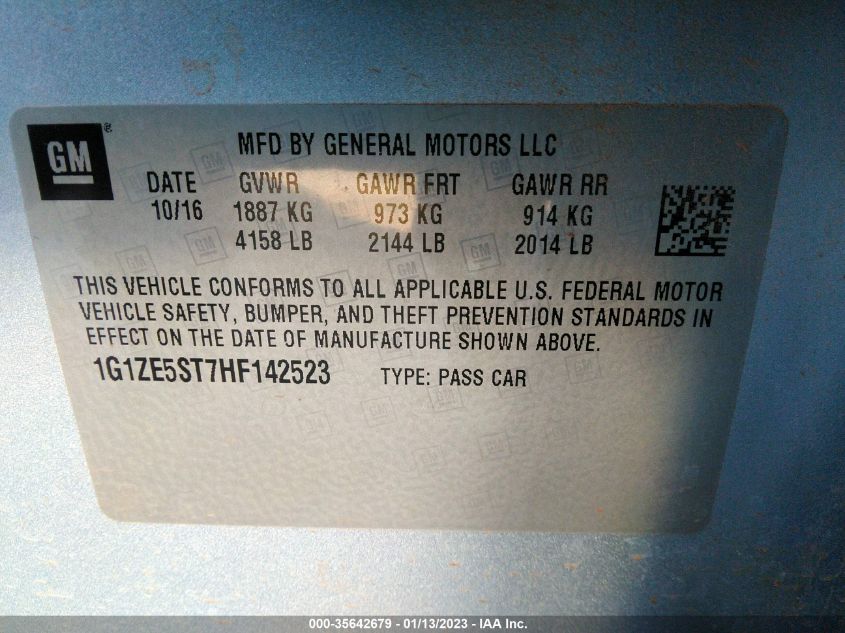 GM ®
MFD BY GENERAL MOTORS LLC
DATE GVWR GAWR FRT GAWR RR
10/16 1887 KG 973 KG 914 KG
4158 LB 2144 LB 2014 LB
THIS VEHICLE CONFORMS TO ALL APPLICABLE U.S. FEDERAL MOTOR
VEHICLE SAFETY, BUMPER, AND THEFT PREVENTION STANDARDS IN
EFFECT ON THE DATE OF MANUFACTURE SHOWN ABOVE.
1G1ZE5ST7HF142523 TYPE: PASS CAR
000-35642679 — 01/13/2023 — IAA Inc.